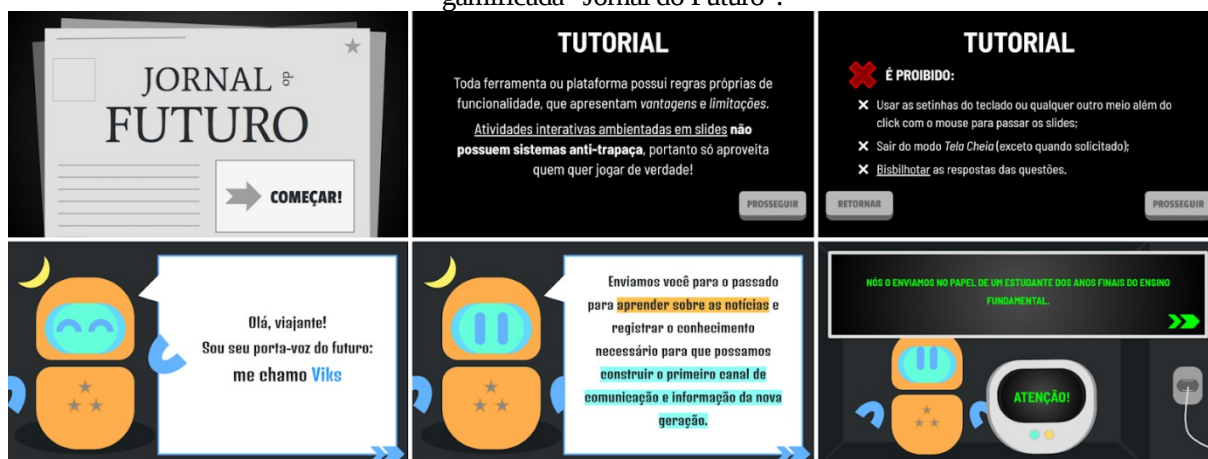 gamificada "Jornal do Futuro".
JORNAL do
FUTURO
COMEÇAR!
TUTORIAL
Toda ferramenta ou plataforma possui regras próprias de
funcionalidade, que apresentam vantagens e limitações.
Atividades interativas ambientadas em slides não
possuem sistemas anti-trapaça, portanto só aproveita
quem quer jogar de verdade!
PROSSEGUIR
TUTORIAL
É PROIBIDO:
Usar as setinhas do teclado ou qualquer outro meio além do
click com o mouse para passar os slides;
Sair do modo Tela Cheia (exceto quando solicitado);
Bisbilhotar as respostas das questões.
RETORNAR
PROSSEGUIR
Olá, viajante!
Sou seu porta-voz do futuro:
me chamo Viks
Enviamos você para o passado
para aprender sobre as notícias e
registrar o conhecimento
necessário para que possamos
construir o primeiro canal de
comunicação e informação da nova
geração.
NÓS O ENVIAMOS NO PAPEL DE UM ESTUDANTE DOS ANOS FINAIS DO ENSINO
FUNDAMENTAL.
ATENÇÃO!